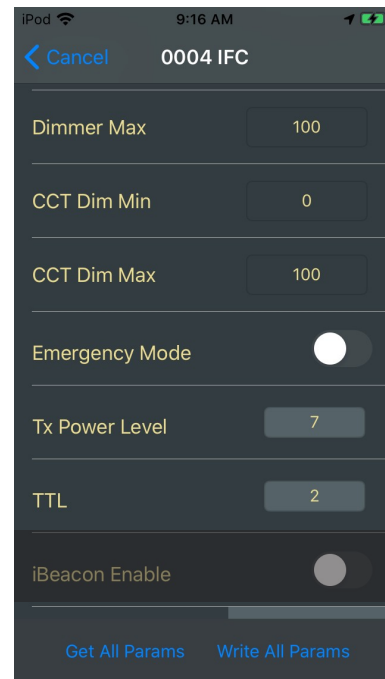 iPod 9:16 AM
Cancel 0004 IFC
Dimmer Max 100
CCT Dim Min 0
CCT Dim Max 100
Emergency Mode
Tx Power Level 7
TTL 2
iBeacon Enable
Get All Params Write All Params